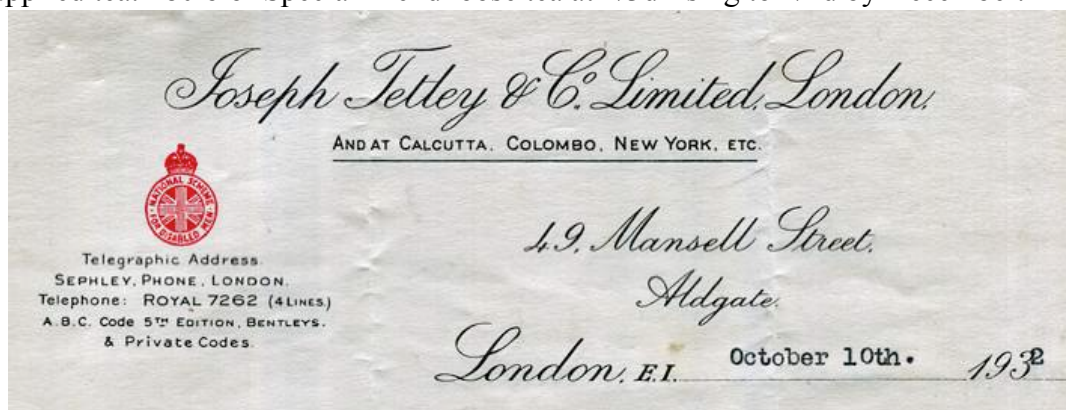 Joseph Tetley & Co. Limited, London.
AND AT CALCUTTA, COLOMBO, NEW YORK, ETC.
NATIONAL SCHEME
FOR DISABLED MEN
Telegraphic Address.
SEPHLEY, PHONE, LONDON.
Telephone: ROYAL 7262 (4 LINES)
A.B.C. Code 5TH EDITION, BENTLEYS.
& Private Codes.
49, Mansell Street,
Aldgate.
London, E.1. October 10th. 1932